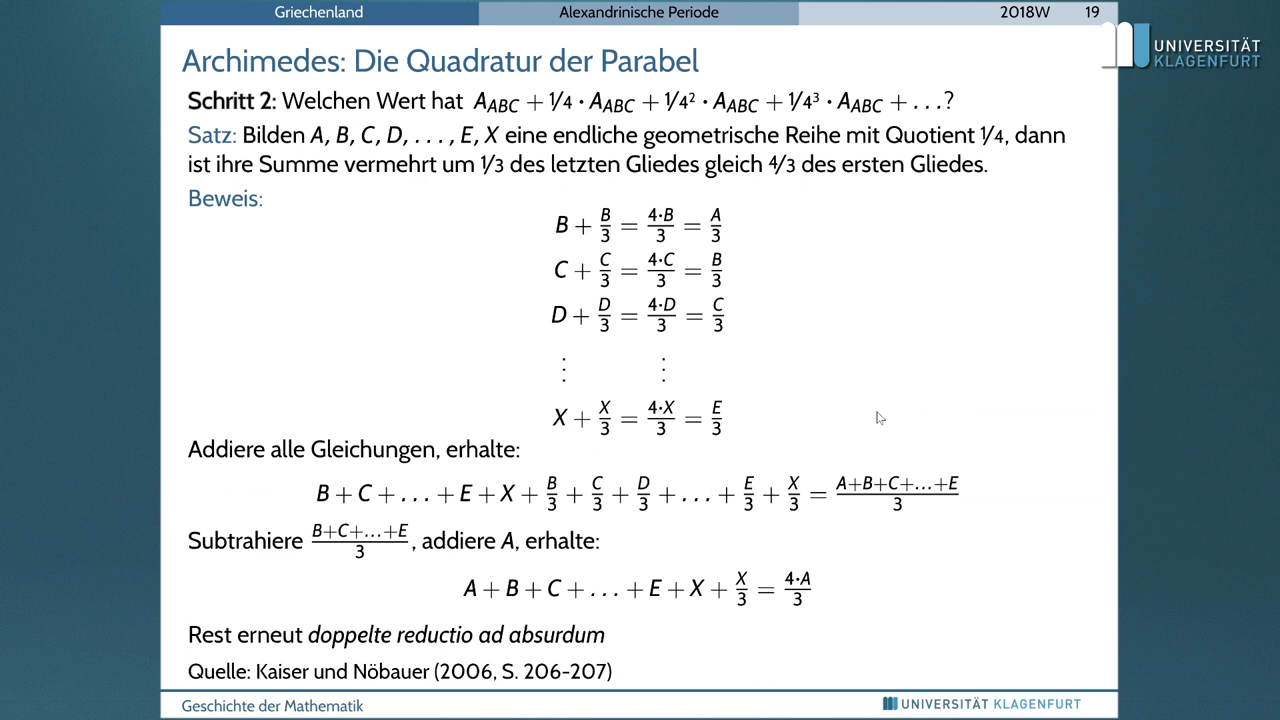 Griechenland Alexandrinische Periode 2018W 19
UNIVERSITÄT
KLAGENFURT
Archimedes: Die Quadratur der Parabel
Schritt 2: Welchen Wert hat A_ABC + 1/4 · A_ABC + 1/4² · A_ABC + 1/4³ · A_ABC + ...?
Satz: Bilden A, B, C, D, ..., E, X eine endliche geometrische Reihe mit Quotient 1/4, dann
ist ihre Summe vermehrt um 1/3 des letzten Gliedes gleich 4/3 des ersten Gliedes.
Beweis:
B + B/3 = 4·B/3 = A/3
C + C/3 = 4·C/3 = B/3
D + D/3 = 4·D/3 = C/3
⋮ ⋮
X + X/3 = 4·X/3 = E/3
Addiere alle Gleichungen, erhalte:
B + C + ... + E + X + B/3 + C/3 + D/3 + ... + E/3 + X/3 = A+B+C+...+E/3
Subtrahiere B+C+...+E/3, addiere A, erhalte:
A + B + C + ... + E + X + X/3 = 4·A/3
Rest erneut doppelte reductio ad absurdum
Quelle: Kaiser und Nöbauer (2006, S. 206-207)
Geschichte der Mathematik UNIVERSITÄT KLAGENFURT